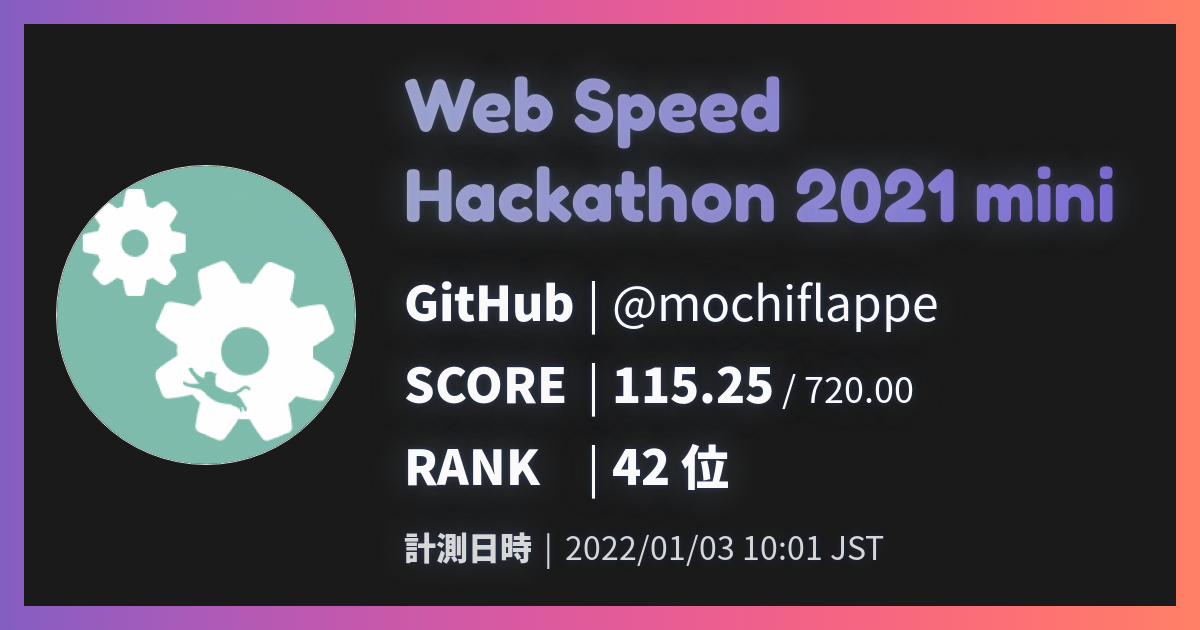 Web Speed
Hackathon 2021 mini
GitHub | @mochiflappe
SCORE | 115.25 / 720.00
RANK | 42 位
計測日時 | 2022/01/03 10:01 JST